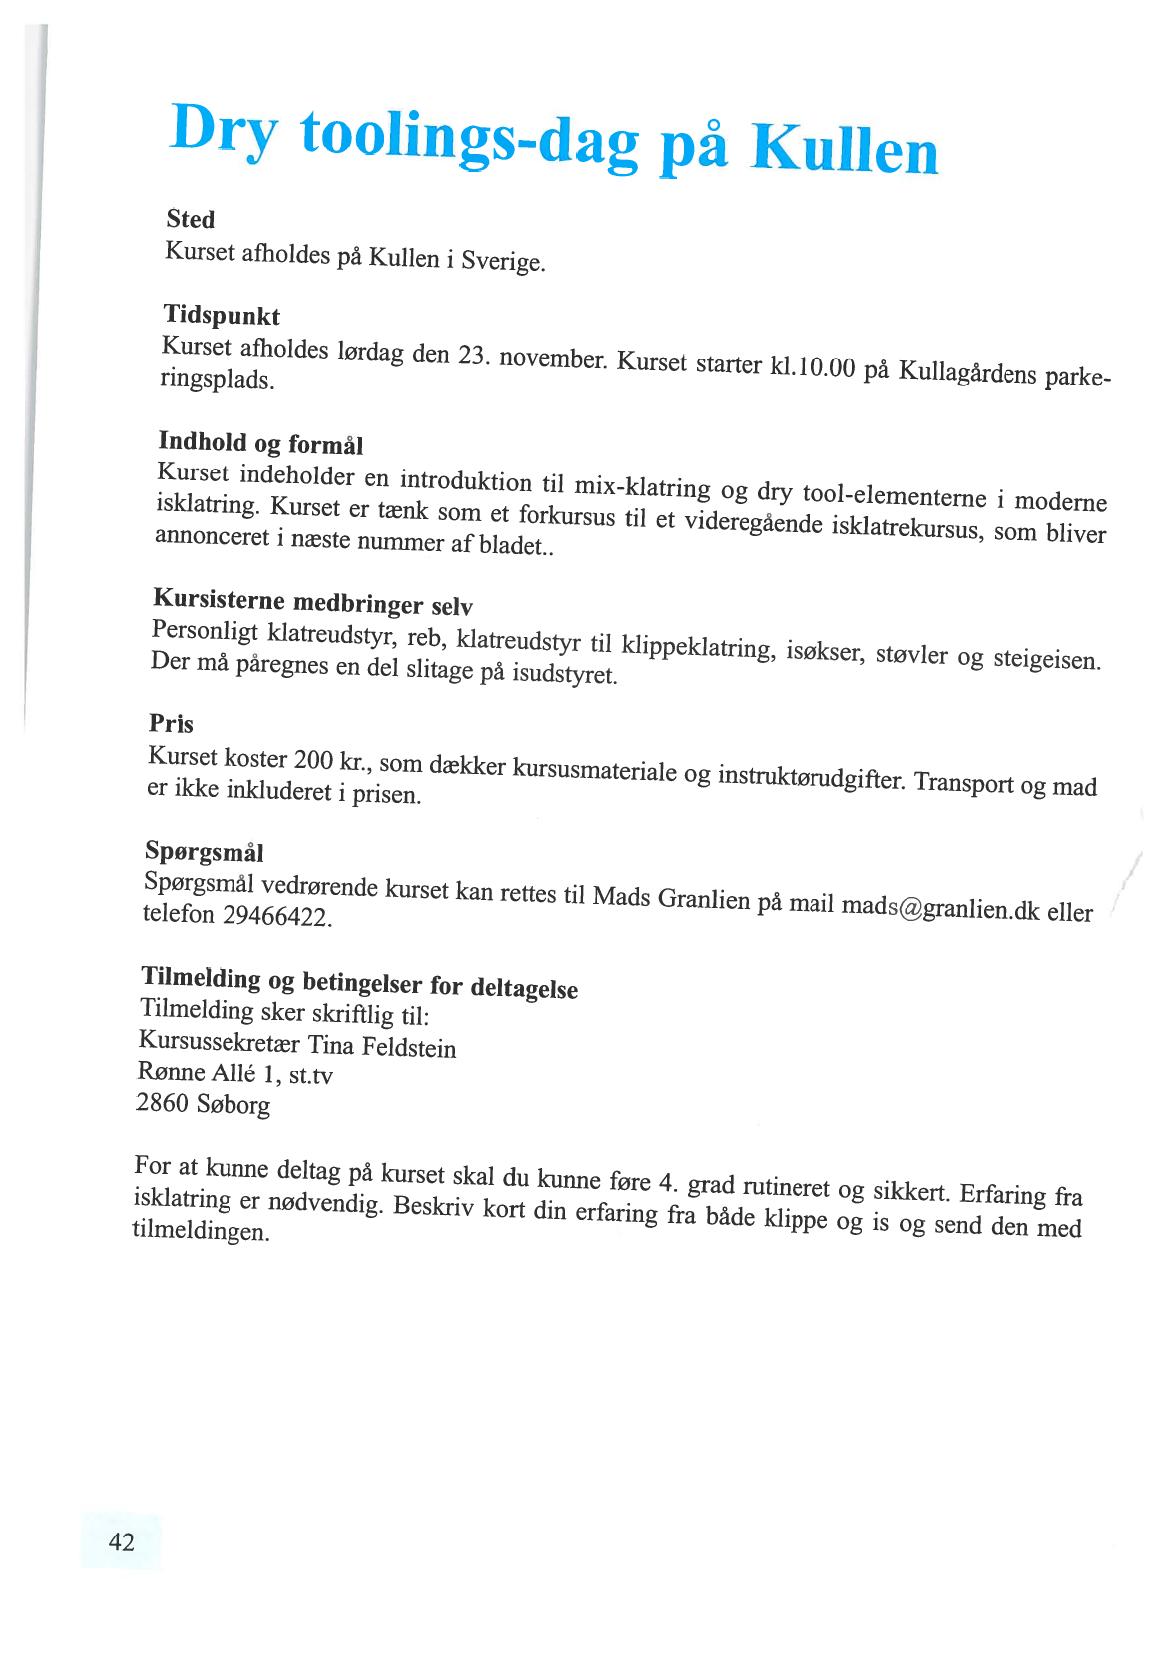 Dry toolings-dag på Kullen
Sted
Kurset afholdes på Kullen i Sverige.
Tidspunkt
Kurset afholdes lørdag den 23. november. Kurset starter kl.10.00 på Kullagårdens parke-
ringsplads.
Indhold og formål
Kurset indeholder en introduktion til mix-klatring og dry tool-elementerne i moderne
isklatring. Kurset er tænk som et forkursus til et videregående isklatrekursus, som bliver
annonceret i næste nummer af bladet..
Kursisterne medbringer selv
Personligt klatreudstyr, reb, klatreudstyr til klippeklatring, isøkser, støvler og steigeisen.
Der må påregnes en del slitage på isudstyret.
Pris
Kurset koster 200 kr., som dækker kursusmateriale og instruktørudgifter. Transport og mad
er ikke inkluderet i prisen.
Spørgsmål
Spørgsmål vedrørende kurset kan rettes til Mads Granlien på mail mads@granlien.dk eller
telefon 29466422.
Tilmelding og betingelser for deltagelse
Tilmelding sker skriftlig til:
Kursussekretær Tina Feldstein
Rønne Allé 1, st.tv
2860 Søborg
For at kunne deltag på kurset skal du kunne føre 4. grad rutineret og sikkert. Erfaring fra
isklatring er nødvendig. Beskriv kort din erfaring fra både klippe og is og send den med
tilmeldingen.
42